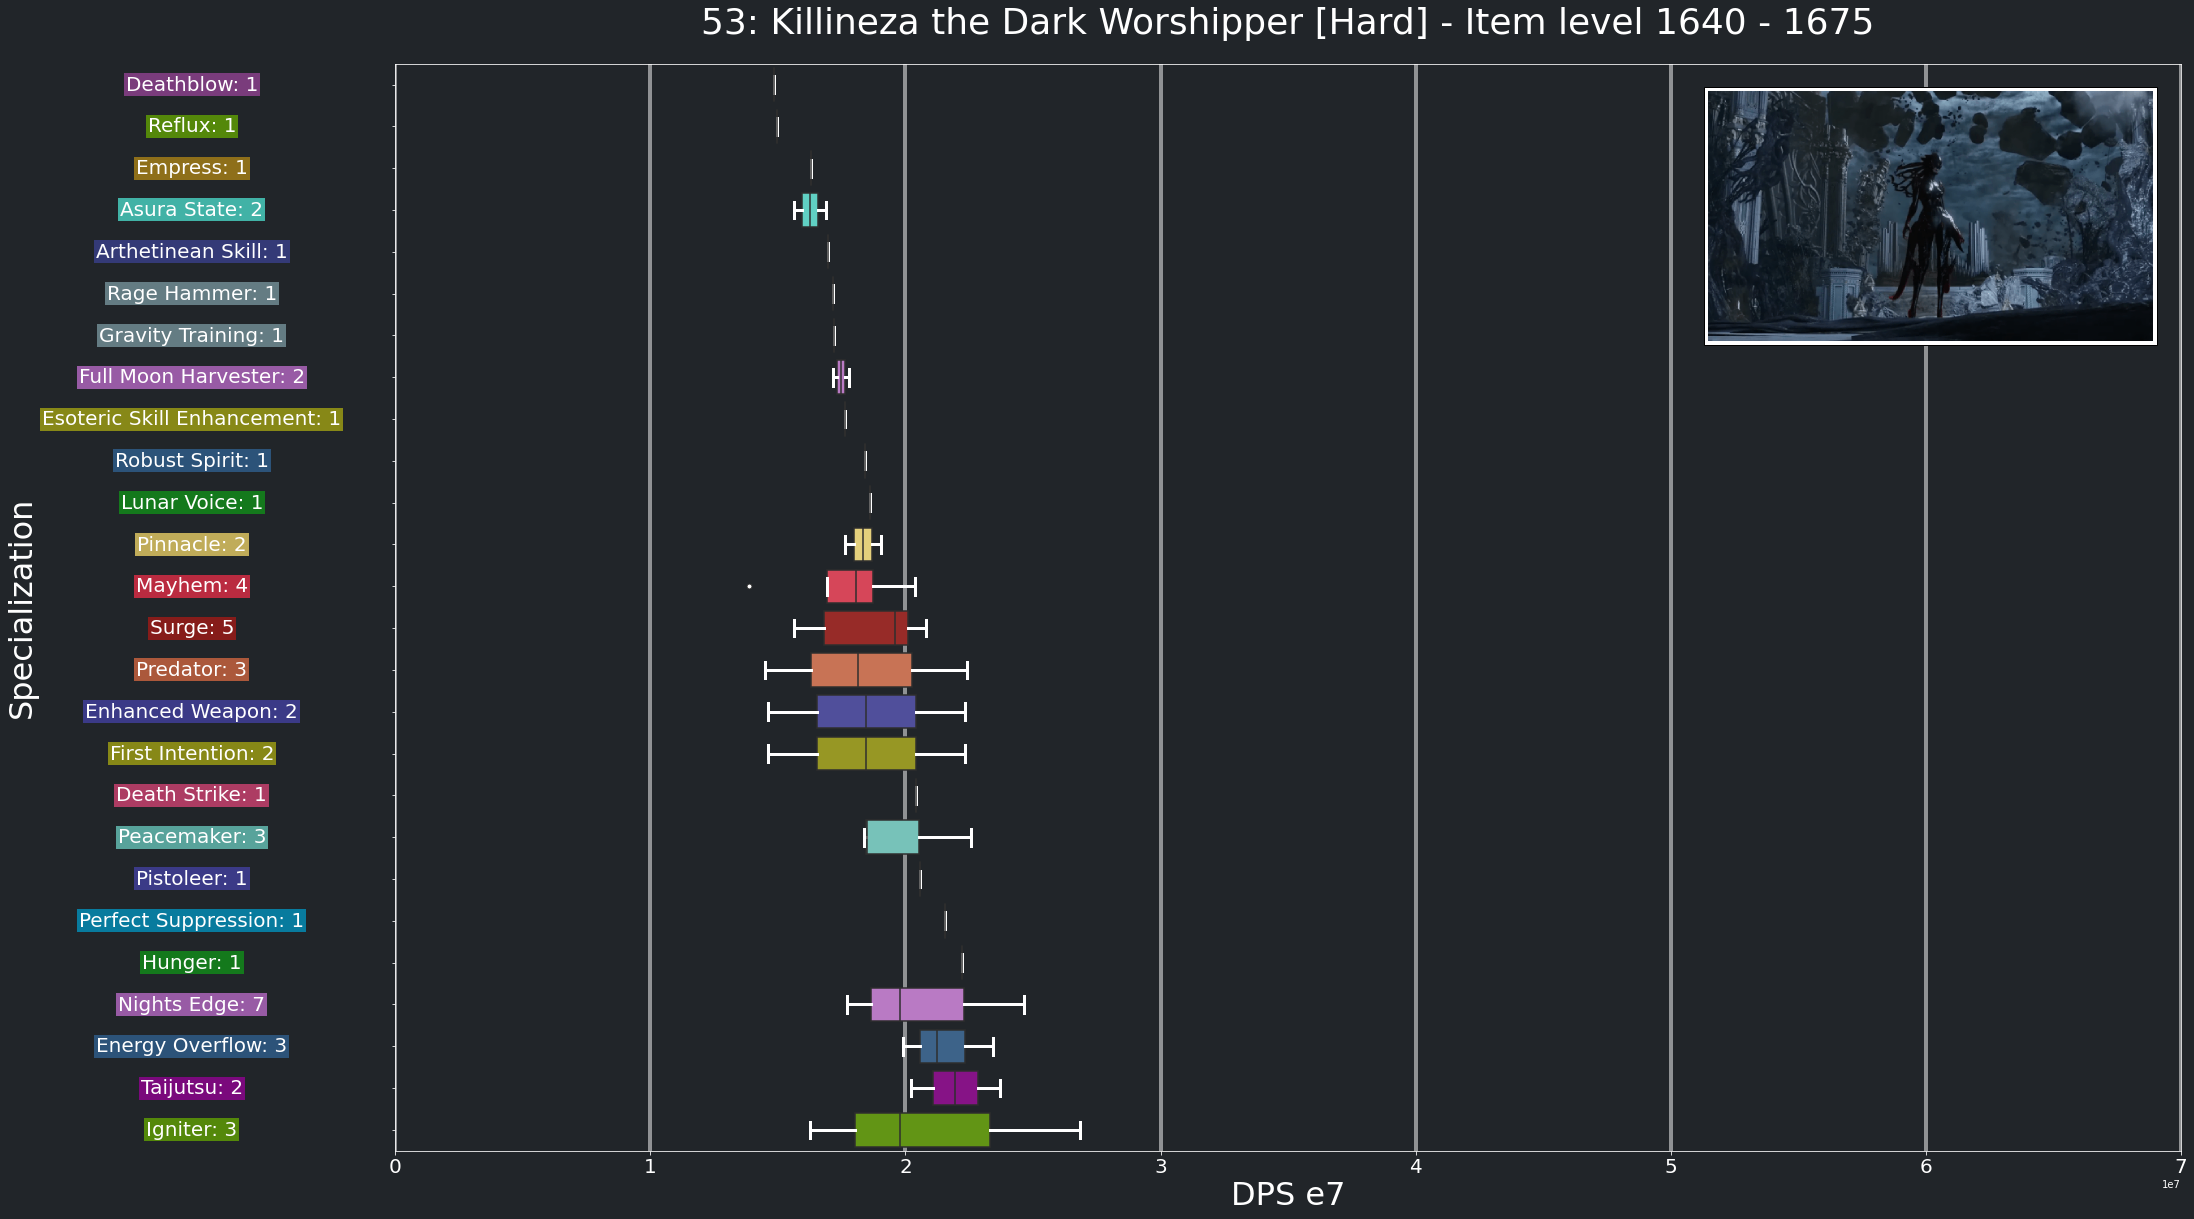 53: Killineza the Dark Worshipper [Hard] - Item level 1640 - 1675
Specialization
Deathblow: 1
Reflux: 1
Empress: 1
Asura State: 2
Arthetinean Skill: 1
Rage Hammer: 1
Gravity Training: 1
Full Moon Harvester: 2
Esoteric Skill Enhancement: 1
Robust Spirit: 1
Lunar Voice: 1
Pinnacle: 2
Mayhem: 4
Surge: 5
Predator: 3
Enhanced Weapon: 2
First Intention: 2
Death Strike: 1
Peacemaker: 3
Pistoleer: 1
Perfect Suppression: 1
Hunger: 1
Nights Edge: 7
Energy Overflow: 3
Taijutsu: 2
Igniter: 3
0 1 2 3 4 5 6 7
1e7
DPS e7